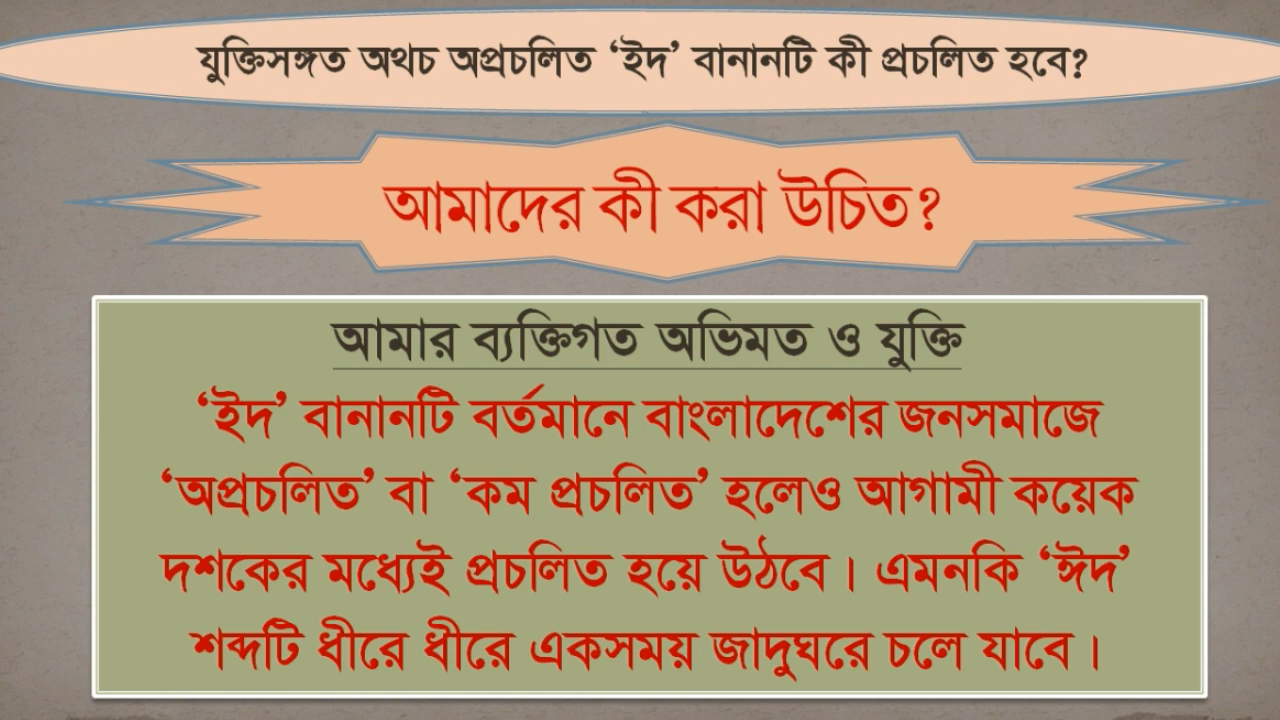 যুক্তিসঙ্গত অথচ অপ্রচলিত ‘ইদ’ বানানটি কী প্রচলিত হবে?
আমাদের কী করা উচিত?
আমার ব্যক্তিগত অভিমত ও যুক্তি
‘ইদ’ বানানটি বর্তমানে বাংলাদেশের জনসমাজে
‘অপ্রচলিত’ বা ‘কম প্রচলিত’ হলেও আগামী কয়েক
দশকের মধ্যেই প্রচলিত হয়ে উঠবে। এমনকি ‘ঈদ’
শব্দটি ধীরে ধীরে একসময় জাদুঘরে চলে যাবে।